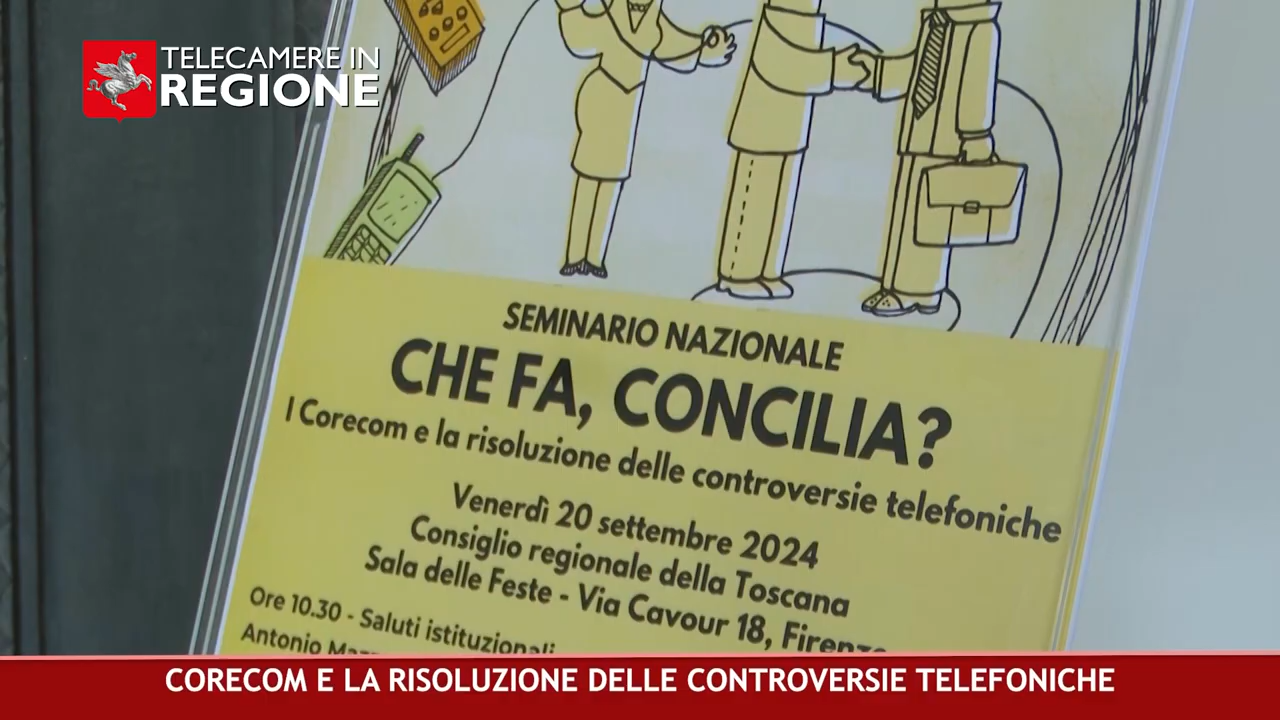 TELECAMERE IN
REGIONE
SEMINARIO NAZIONALE
CHE FA, CONCILIA?
I Corecom e la risoluzione delle controversie telefoniche
Venerdì 20 settembre 2024
Consiglio regionale della Toscana
Sala delle Feste - Via Cavour 18, Firenze
Ore 10.30 - Saluti istituzionali
Antonio
CORECOM E LA RISOLUZIONE DELLE CONTROVERSIE TELEFONICHE